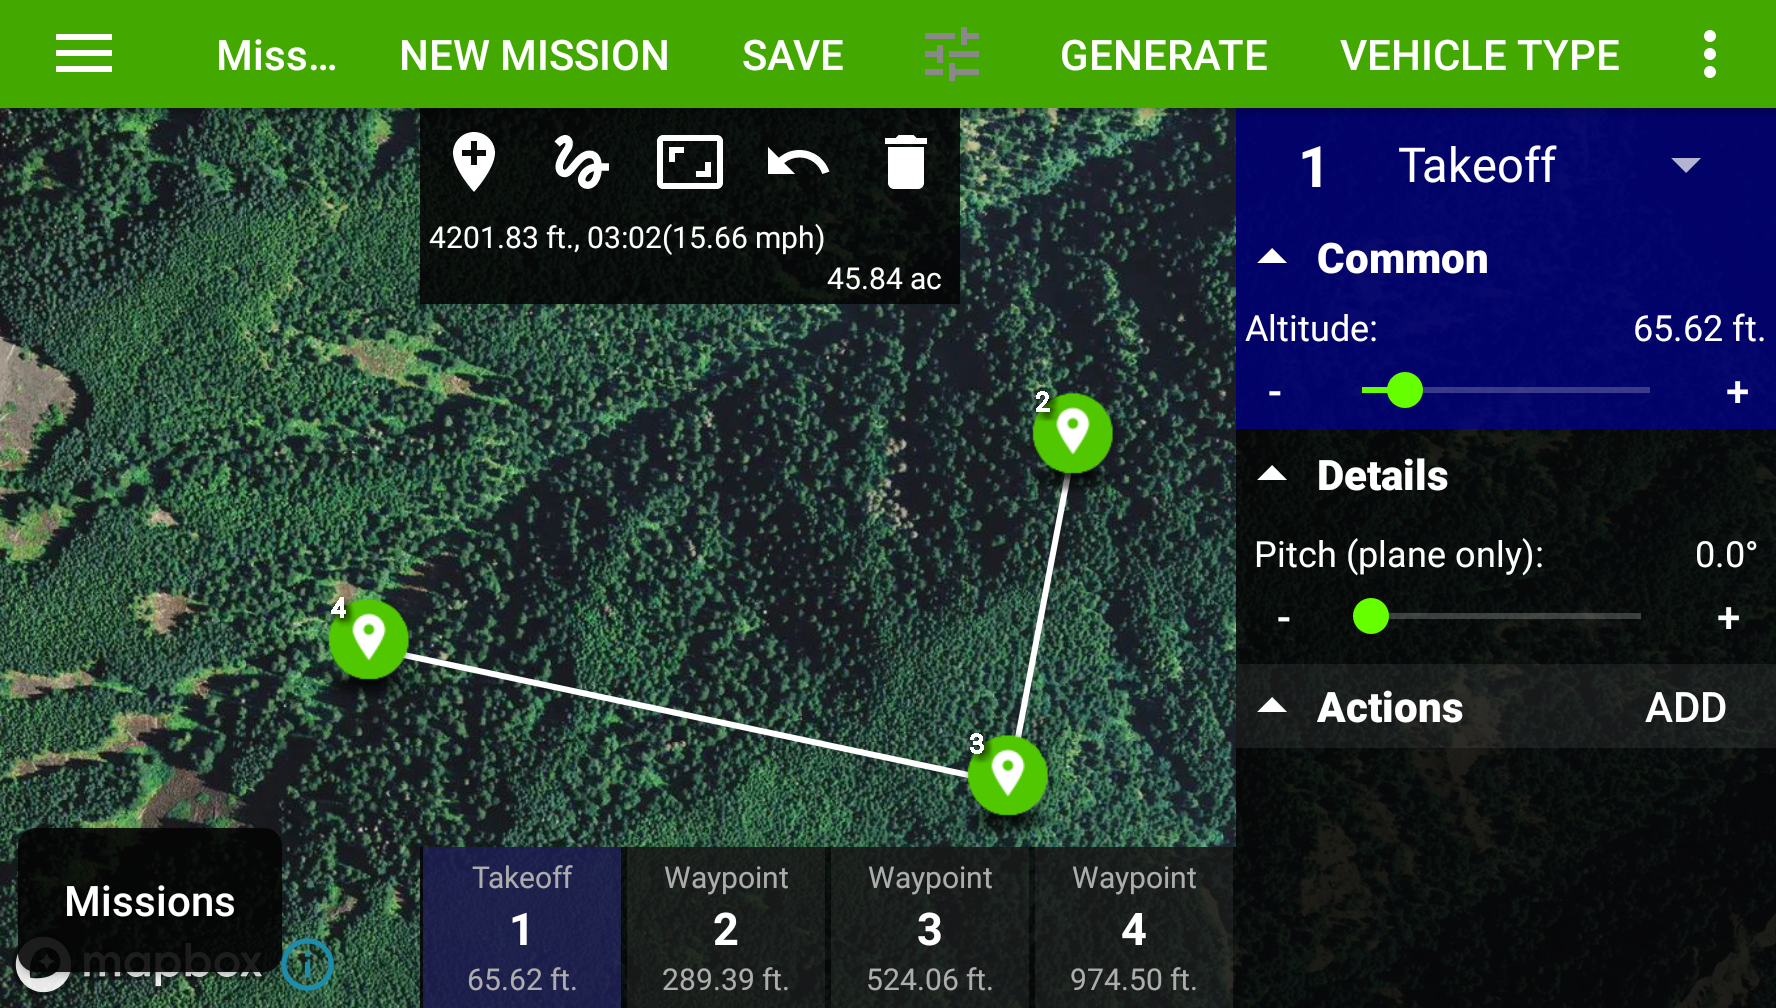 Miss... NEW MISSION SAVE GENERATE VEHICLE TYPE
4201.83 ft., 03:02(15.66 mph)
45.84 ac
1 Takeoff
Common
Altitude: 65.62 ft.
- +
Details
Pitch (plane only): 0.0°
- +
Actions ADD
2
4
3
Missions
mapbox
Takeoff
1
65.62 ft.
Waypoint
2
289.39 ft.
Waypoint
3
524.06 ft.
Waypoint
4
974.50 ft.